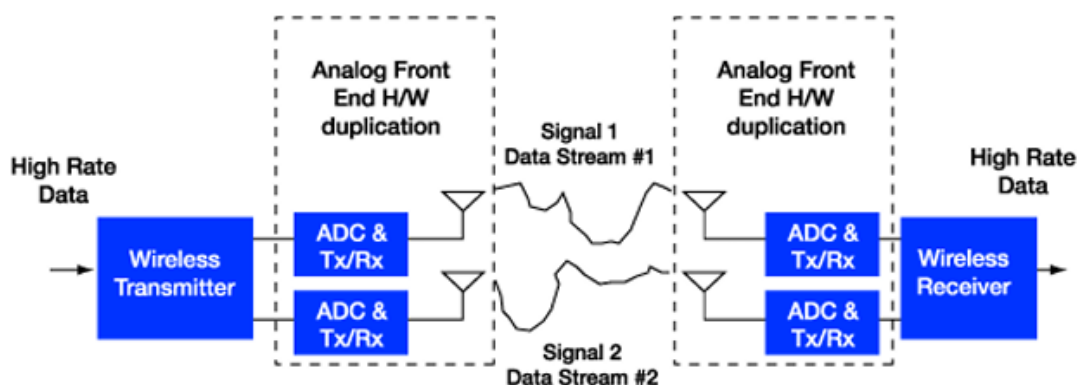 High Rate
Data
Wireless
Transmitter
Analog Front
End H/W
duplication
ADC &
Tx/Rx
ADC &
Tx/Rx
Signal 1
Data Stream #1
Signal 2
Data Stream #2
Analog Front
End H/W
duplication
ADC &
Tx/Rx
ADC &
Tx/Rx
High Rate
Data
Wireless
Receiver